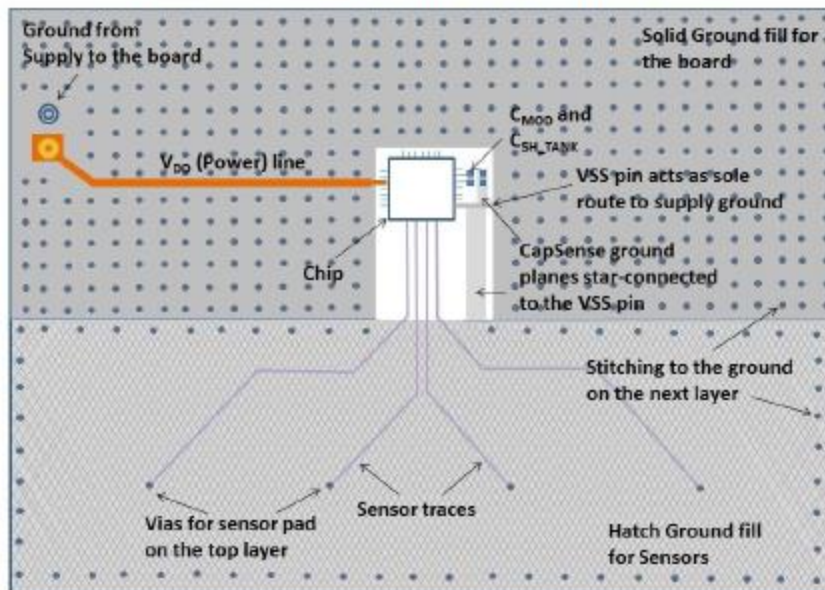 Ground from
Supply to the board
Solid Ground fill for
the board
C_MOD and
C_SH_TANK
V_DD (Power) line
VSS pin acts as sole
route to supply ground
Chip
CapSense ground
planes star-connected
to the VSS pin
Stitching to the ground
on the next layer
Vias for sensor pad
on the top layer
Sensor traces
Hatch Ground fill
for Sensors